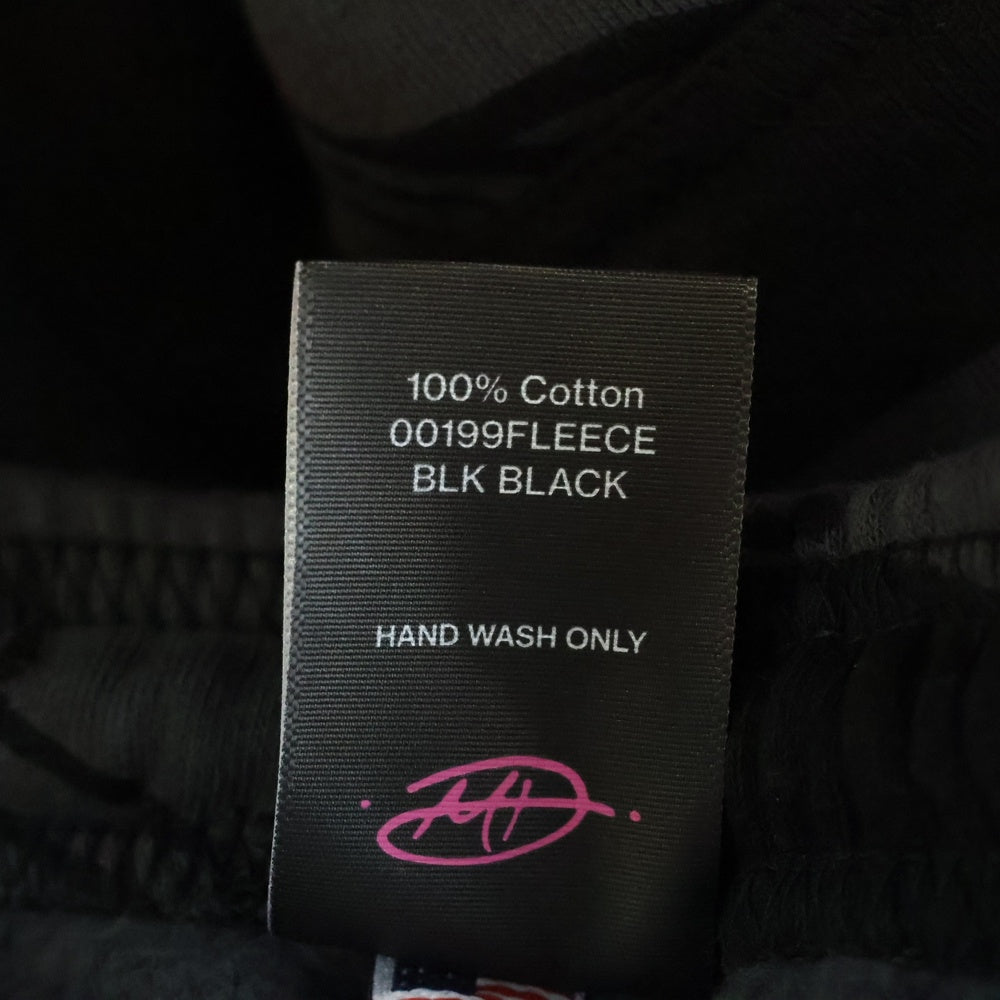 100% Cotton
00199FLEECE
BLK BLACK
HAND WASH ONLY